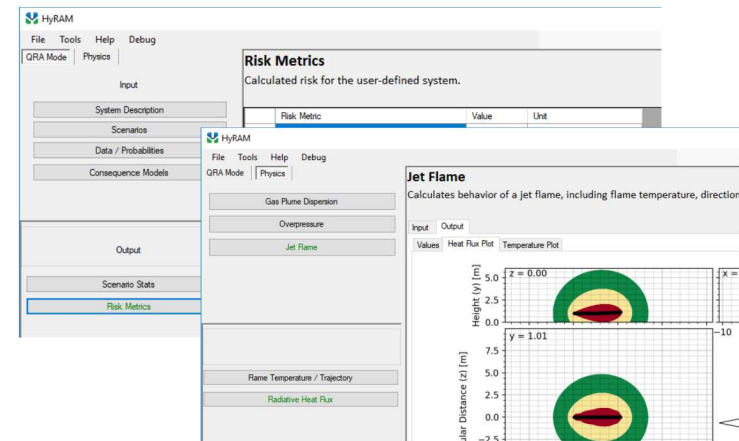 HyRAM
File Tools Help Debug
QRA Mode Physics
Input
System Description
Scenarios
Data / Probabilities
Consequence Models
Output
Scenario Stats
Risk Metrics
Risk Metrics
Calculated risk for the user-defined system.
Risk Metric Value Unit
HyRAM
File Tools Help Debug
QRA Mode Physics
Gas Plume Dispersion
Overpressure
Jet Flame
Flame Temperature / Trajectory
Radiative Heat Flux
Jet Flame
Calculates behavior of a jet flame, including flame temperature, direction
Input Output
Values Heat Flux Plot Temperature Plot
Height (y) [m]
5.0
2.5
0.0
z = 0.00
x =
-10
ular Distance (z) [m]
7.5
5.0
2.5
0.0
−2.5
y = 1.01